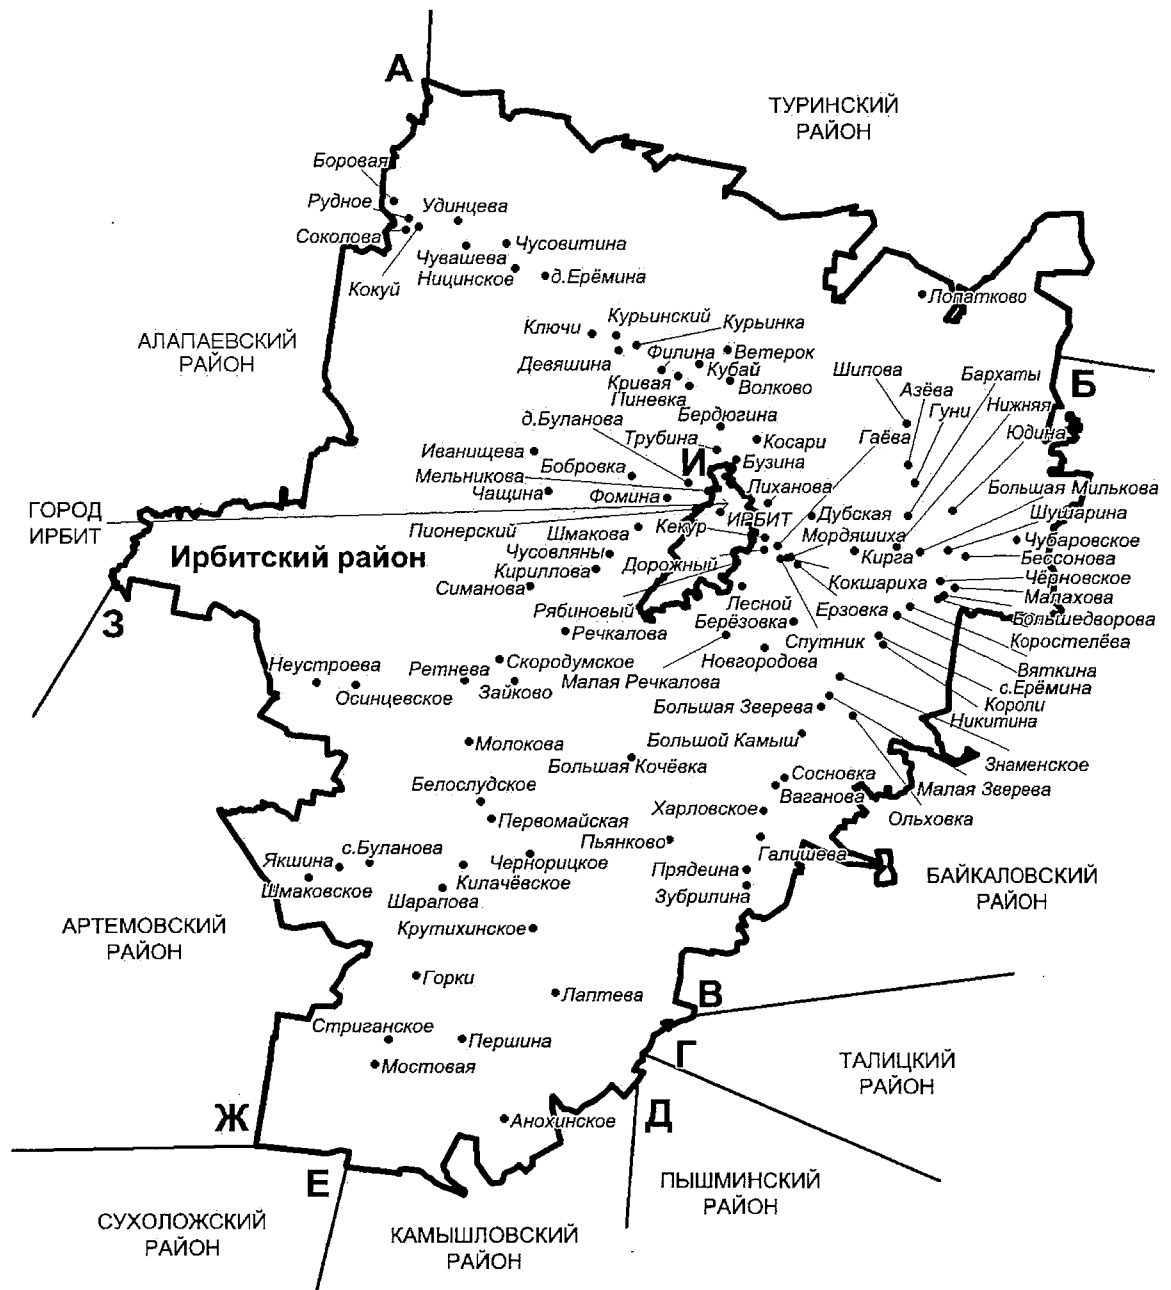 А
ТУРИНСКИЙ
РАЙОН
Боровая
Рудное
Удинцева
Соколова
Чусовитина
Чувашева
Ницинское
д.Ерёмина
Кокуй
Лопатково
АЛАПАЕВСКИЙ
РАЙОН
Ключи
Курьинский
Курьинка
Девяшина
Филина
Ветерок
Кубай
Кривая
Волково
Пиневка
Шипова
Азёва
Бархаты
Б
Гуни
Нижняя
Юдина
д.Буланова
Бердюгина
Трубина
Косари
Гаёва
Иванищева
Бобровка
И
Бузина
Мельникова
Чащина
Фомина
Лиханова
Большая Милькова
ГОРОД
ИРБИТ
Пионерский
Шмакова
Кекур
ИРБИТ
Дубская
Шушарина
Ирбитский район
Чусовляны
Мордяшиха
Чубаровское
Кириллова
Дорожный
Кирга
Бессонова
Симанова
Кокшариха
Чёрновское
Рябиновый
Лесной
Ерзовка
Малахова
З
Берёзовка
Большедворова
Речкалова
Спутник
Коростелёва
Неустроева
Ретнева
Скородумское
Новгородова
Вяткина
Осинцевское
Зайково
Малая Речкалова
с.Ерёмина
Большая Зверева
Короли
Никитина
Молокова
Большой Камыш
Большая Кочёвка
Знаменское
Белослудское
Сосновка
Малая Зверева
Ваганова
Ольховка
Первомайская
Харловское
Пьянково
Галишева
с.Буланова
Якшина
Чернорицкое
Прядеина
БАЙКАЛОВСКИЙ
РАЙОН
Шмаковское
Килачёвское
Зубрилина
Шарапова
АРТЕМОВСКИЙ
РАЙОН
Крутихинское
Горки
Лаптева
В
Стриганское
Першина
Г
Мостовая
ТАЛИЦКИЙ
РАЙОН
Ж
Анохинское
Д
Е
ПЫШМИНСКИЙ
РАЙОН
СУХОЛОЖСКИЙ
РАЙОН
КАМЫШЛОВСКИЙ
РАЙОН